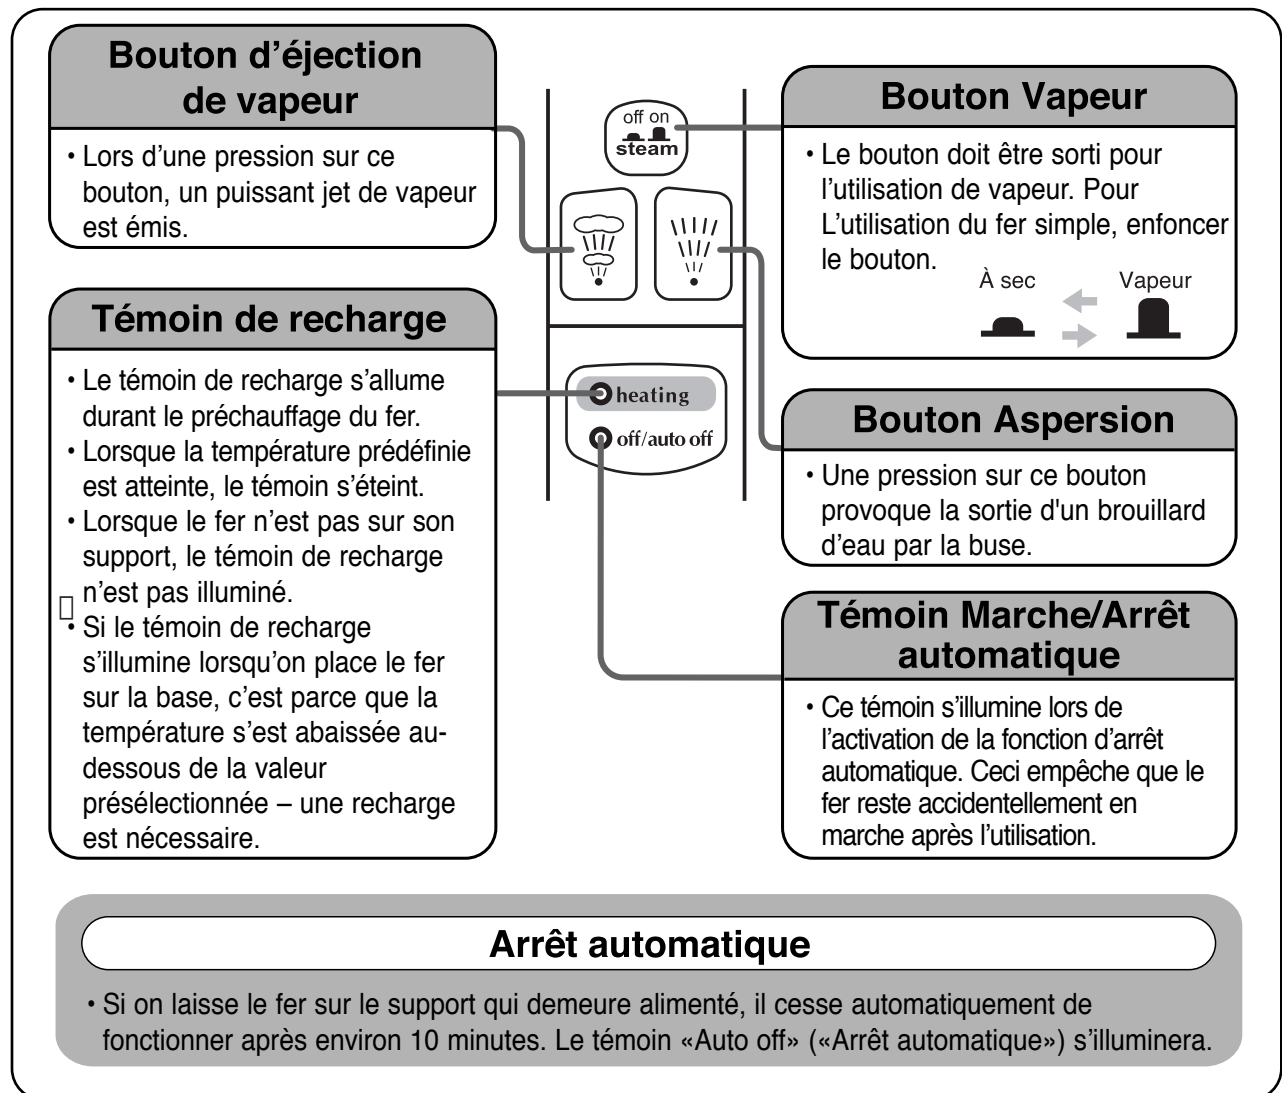 Bouton d’éjection
de vapeur
• Lors d’une pression sur ce
bouton, un puissant jet de vapeur
est émis.
Témoin de recharge
• Le témoin de recharge s’allume
durant le préchauffage du fer.
• Lorsque la température prédéfinie
est atteinte, le témoin s’éteint.
• Lorsque le fer n’est pas sur son
support, le témoin de recharge
n’est pas illuminé.
• Si le témoin de recharge
s’illumine lorsqu’on place le fer
sur la base, c’est parce que la
température s’est abaissée au-
dessous de la valeur
présélectionnée – une recharge
est nécessaire.
off on
steam
heating
off/auto off
Bouton Vapeur
• Le bouton doit être sorti pour
l’utilisation de vapeur. Pour
L’utilisation du fer simple, enfoncer
le bouton.
À sec Vapeur
Bouton Aspersion
• Une pression sur ce bouton
provoque la sortie d'un brouillard
d’eau par la buse.
Témoin Marche/Arrêt
automatique
• Ce témoin s’illumine lors de
l’activation de la fonction d’arrêt
automatique. Ceci empêche que le
fer reste accidentellement en
marche après l’utilisation.
Arrêt automatique
• Si on laisse le fer sur le support qui demeure alimenté, il cesse automatiquement de
fonctionner après environ 10 minutes. Le témoin «Auto off» («Arrêt automatique») s’illuminera.